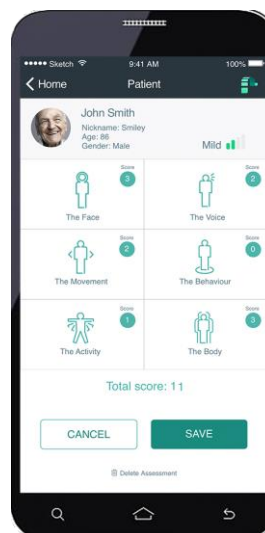 Sketch 9:41 AM 100%
Home Patient
John Smith
Nickname: Smiley
Age: 86
Gender: Male
Mild
Score 3 Score 2
The Face The Voice
Score 2 Score 0
The Movement The Behaviour
Score 1 Score 3
The Activity The Body
Total score: 11
CANCEL SAVE
Delete Assessment